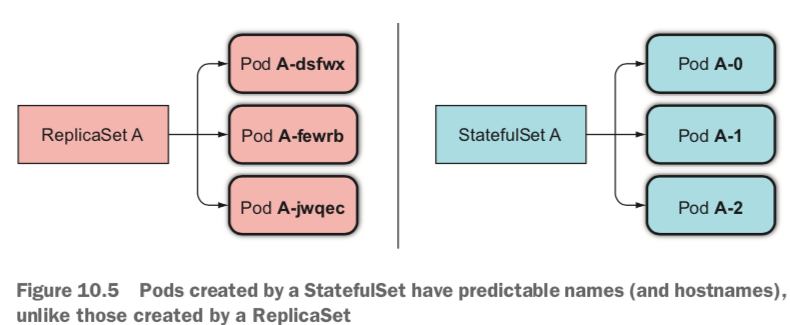 ReplicaSet A
Pod A-dsfwx
Pod A-fewrb
Pod A-jwqec
StatefulSet A
Pod A-0
Pod A-1
Pod A-2
Figure 10.5 Pods created by a StatefulSet have predictable names (and hostnames),
unlike those created by a ReplicaSet